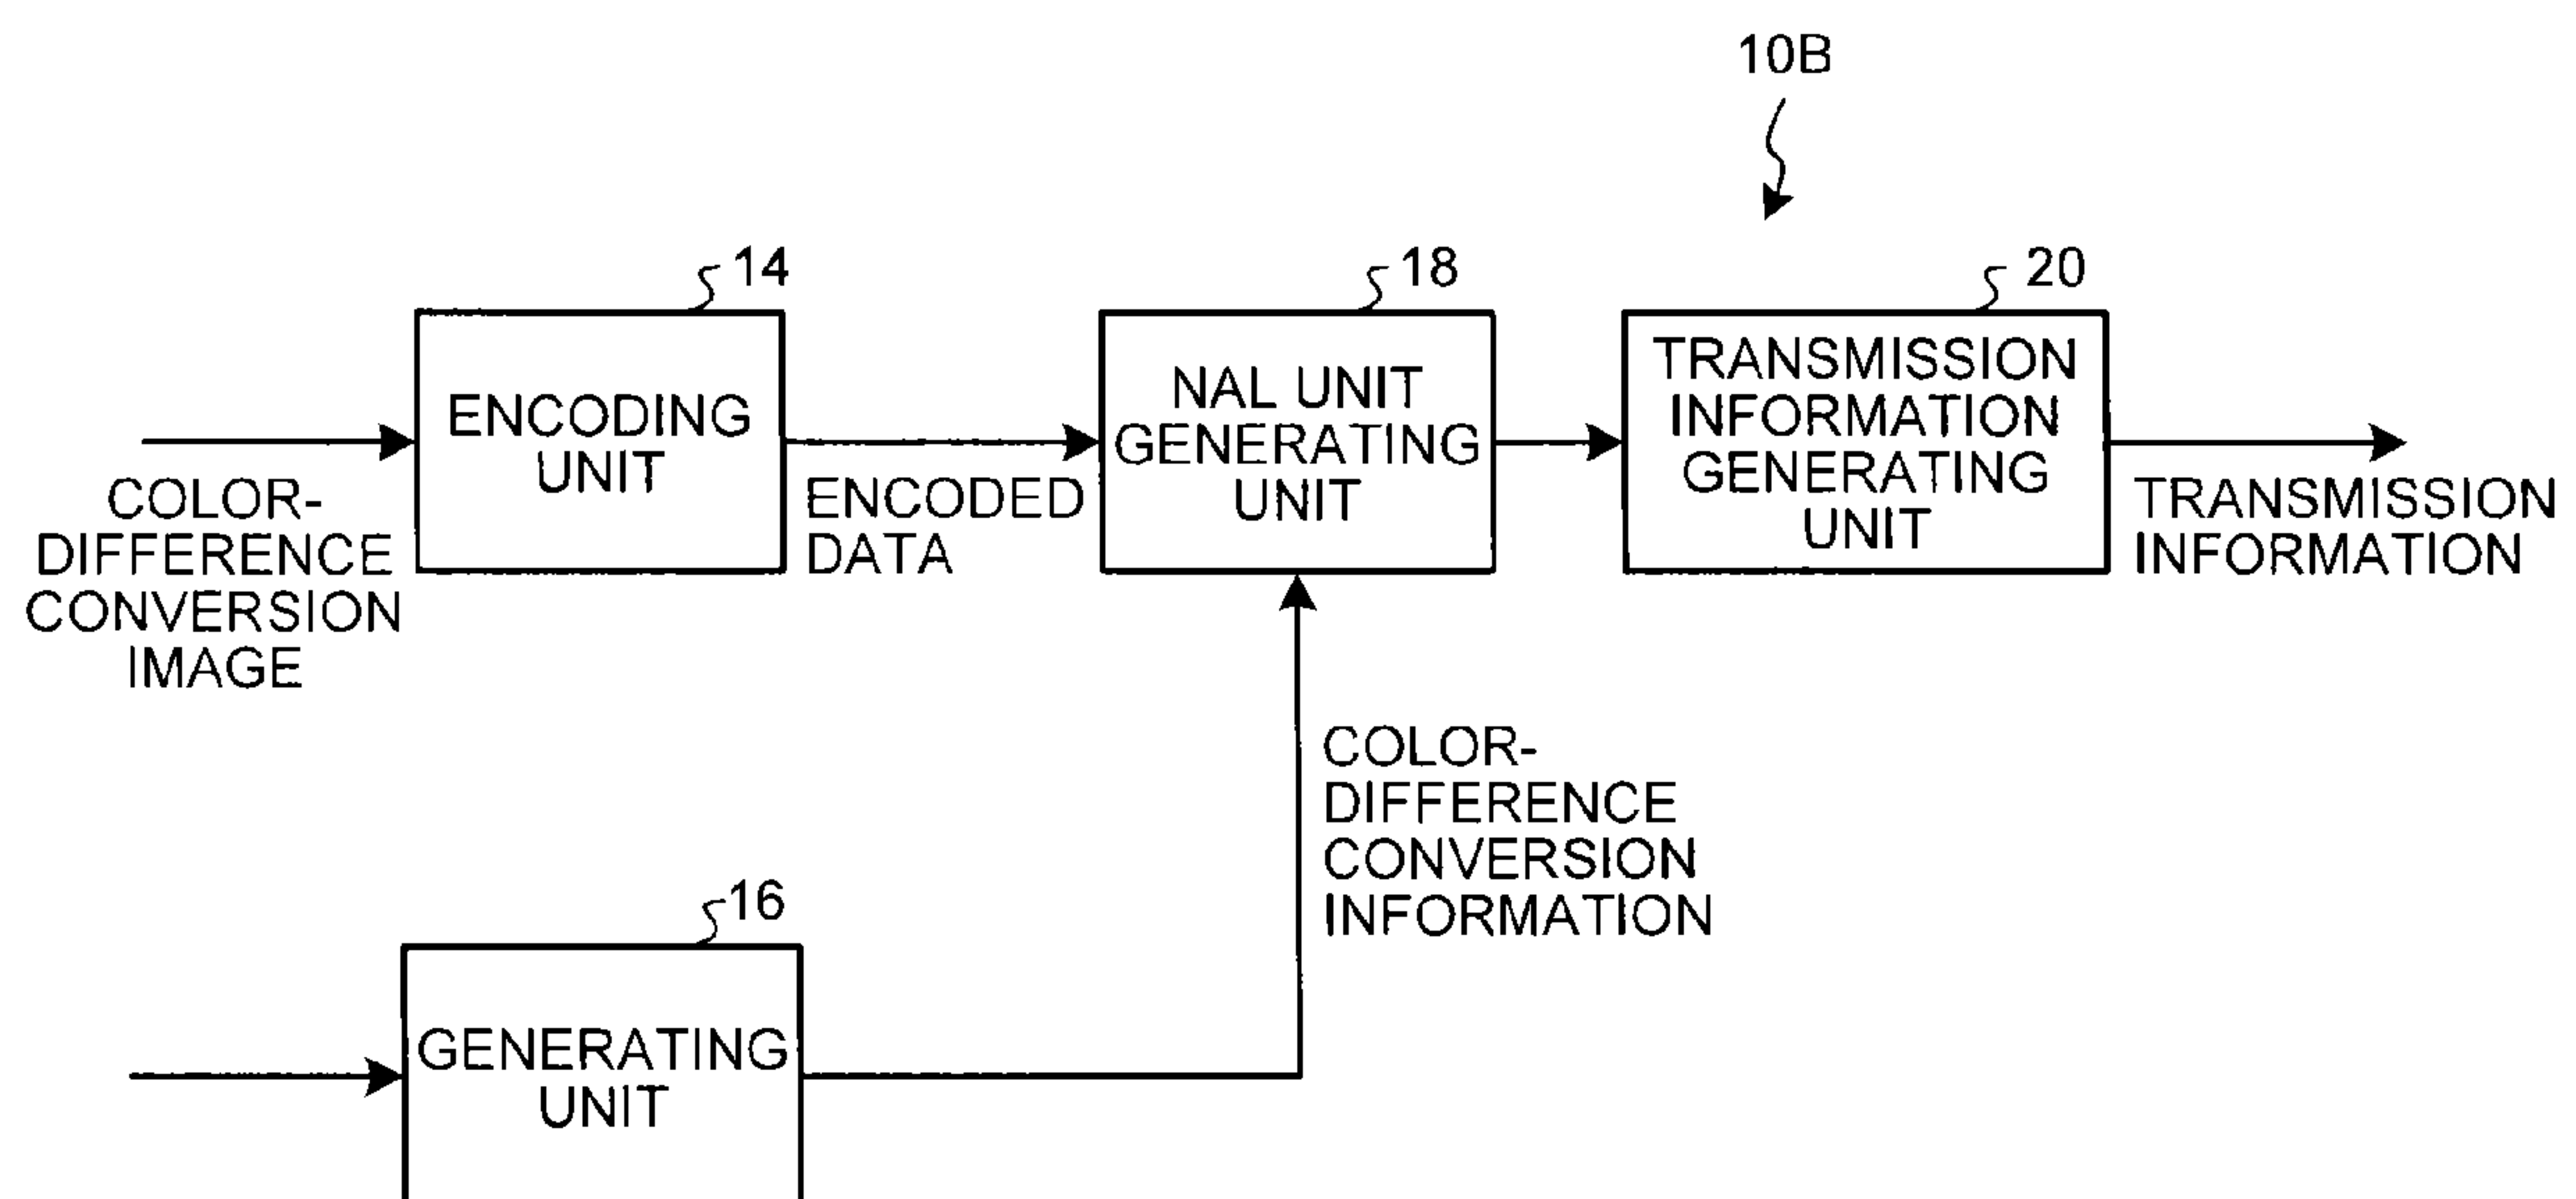 10B
14
18
20
ENCODING
UNIT
NAL UNIT
GENERATING
UNIT
TRANSMISSION
INFORMATION
GENERATING
UNIT
COLOR-
DIFFERENCE
CONVERSION
IMAGE
ENCODED
DATA
TRANSMISSION
INFORMATION
COLOR-
DIFFERENCE
CONVERSION
INFORMATION
16
GENERATING
UNIT